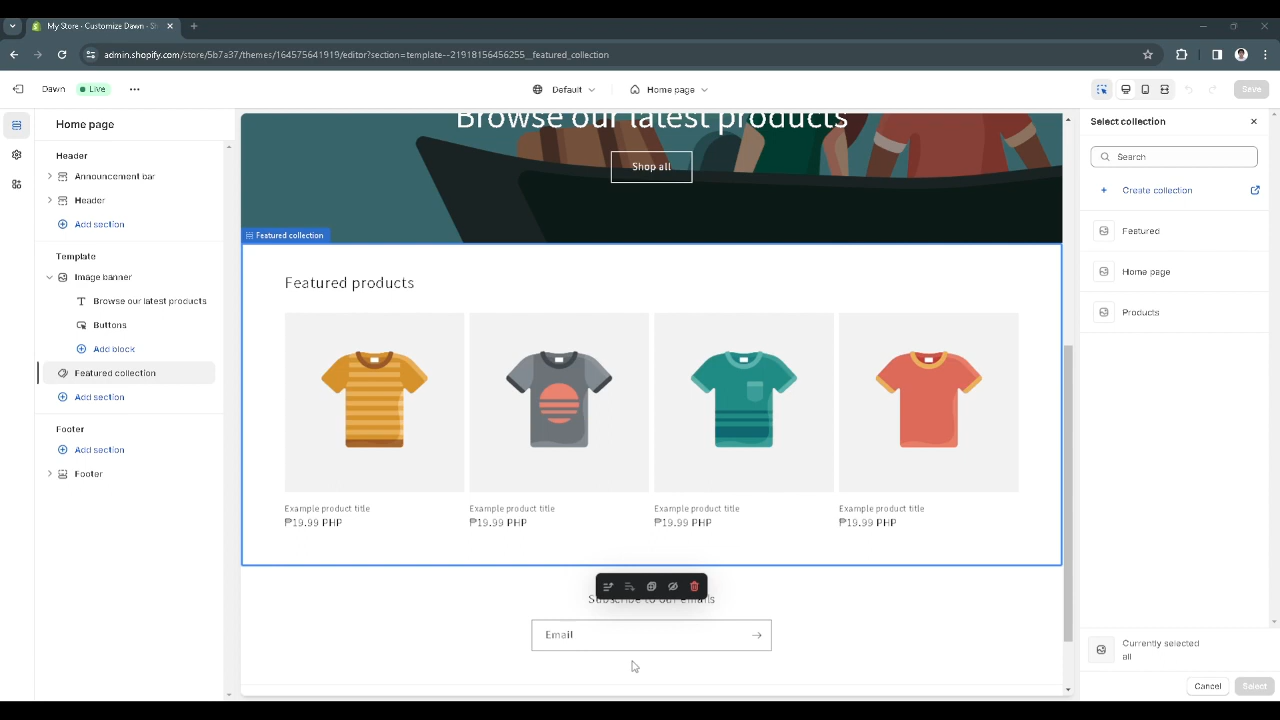 My Store · Customize Dawn · Sh
admin.shopify.com/store/5b7a37/themes/164575641919/editor?section=template--21918156456255__featured_collection
Dawn
Live
Default
Home page
Save
Home page
Header
Announcement bar
Header
Add section
Template
Image banner
Browse our latest products
Buttons
Add block
Featured collection
Add section
Footer
Add section
Footer
Browse our latest products
Shop all
Featured collection
Featured products
Example product title
₱19.99 PHP
Example product title
₱19.99 PHP
Example product title
₱19.99 PHP
Example product title
₱19.99 PHP
Subscribe to our emails
Email
Select collection
Search
Create collection
Featured
Home page
Products
Currently selected
all
Cancel
Select